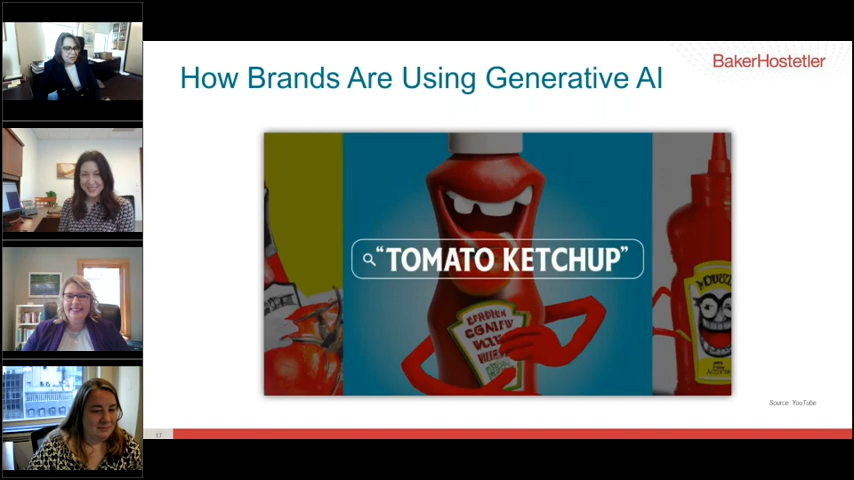 How Brands Are Using Generative AI
BakerHostetler
"TOMATO KETCHUP"
Source: YouTube
17